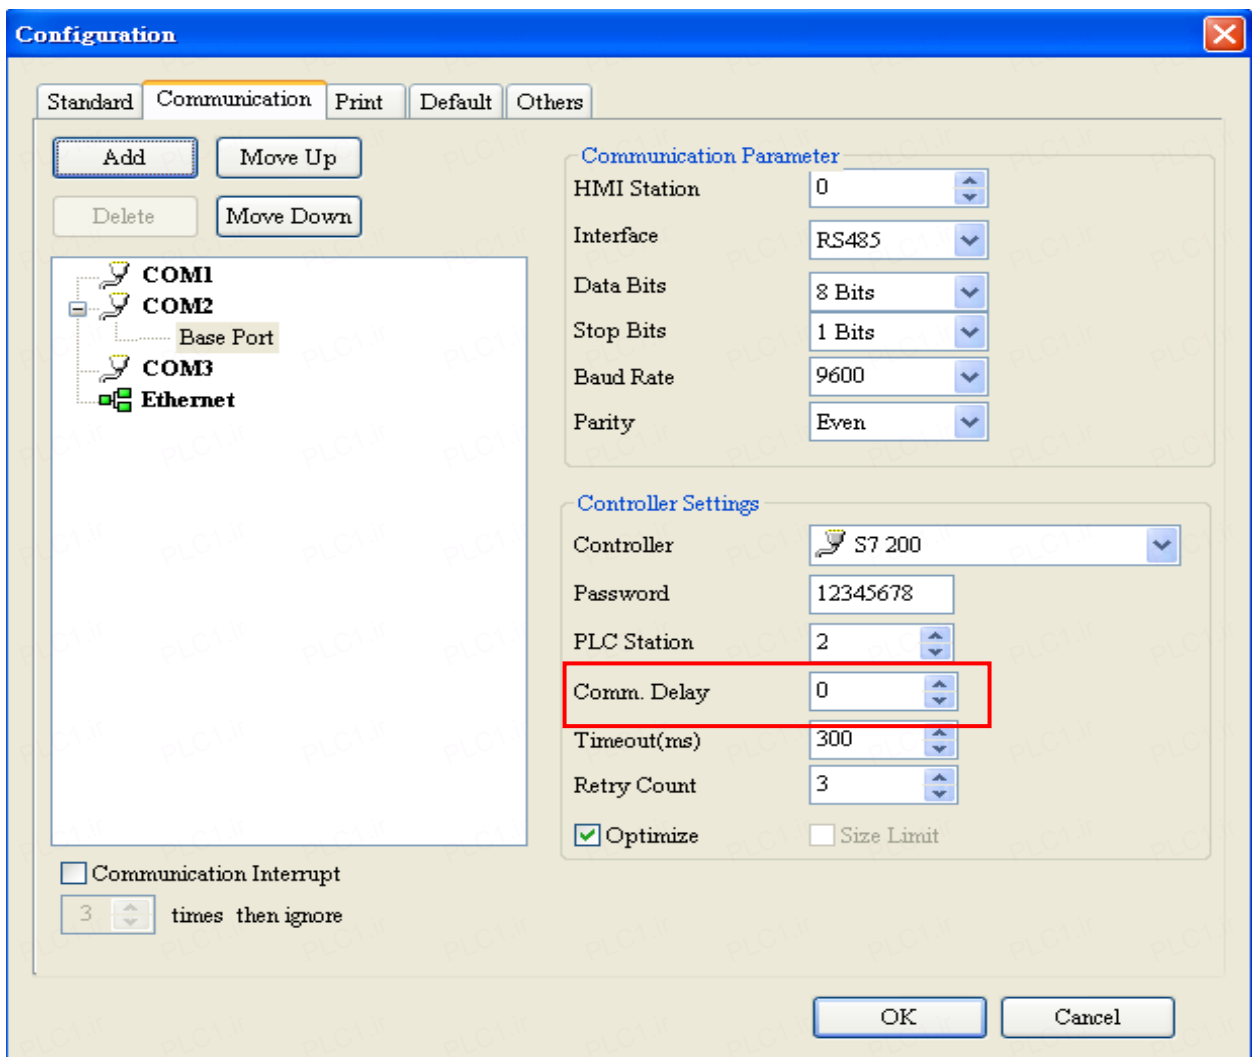 Configuration
Standard Communication Print Default Others
Add Move Up
Delete Move Down
COM1
COM2
Base Port
COM3
Ethernet
Communication Interrupt
3 times then ignore
Communication Parameter
HMI Station 0
Interface RS485
Data Bits 8 Bits
Stop Bits 1 Bits
Baud Rate 9600
Parity Even
Controller Settings
Controller S7 200
Password 12345678
PLC Station 2
Comm. Delay 0
Timeout(ms) 300
Retry Count 3
Optimize Size Limit
OK Cancel
PLC1.ir